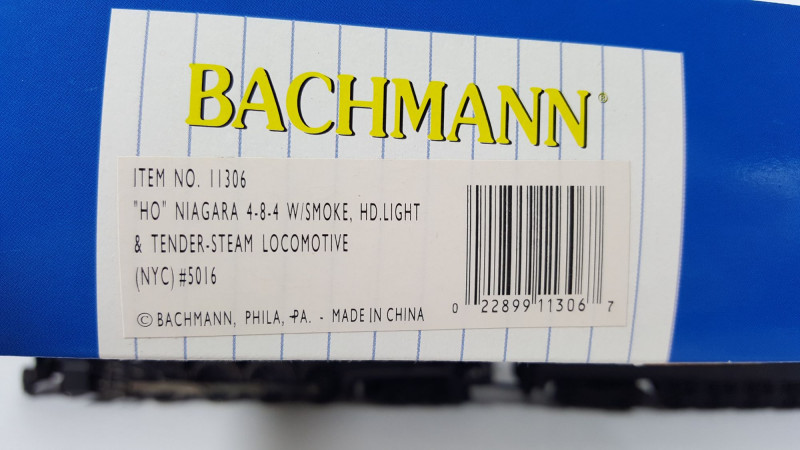 BACHMANN®
ITEM NO. 11306
"HO" NIAGARA 4-8-4 W/SMOKE, HD.LIGHT
& TENDER-STEAM LOCOMOTIVE
(NYC) #5016
© BACHMANN, PHILA, PA. - MADE IN CHINA
0 22899 11306 7